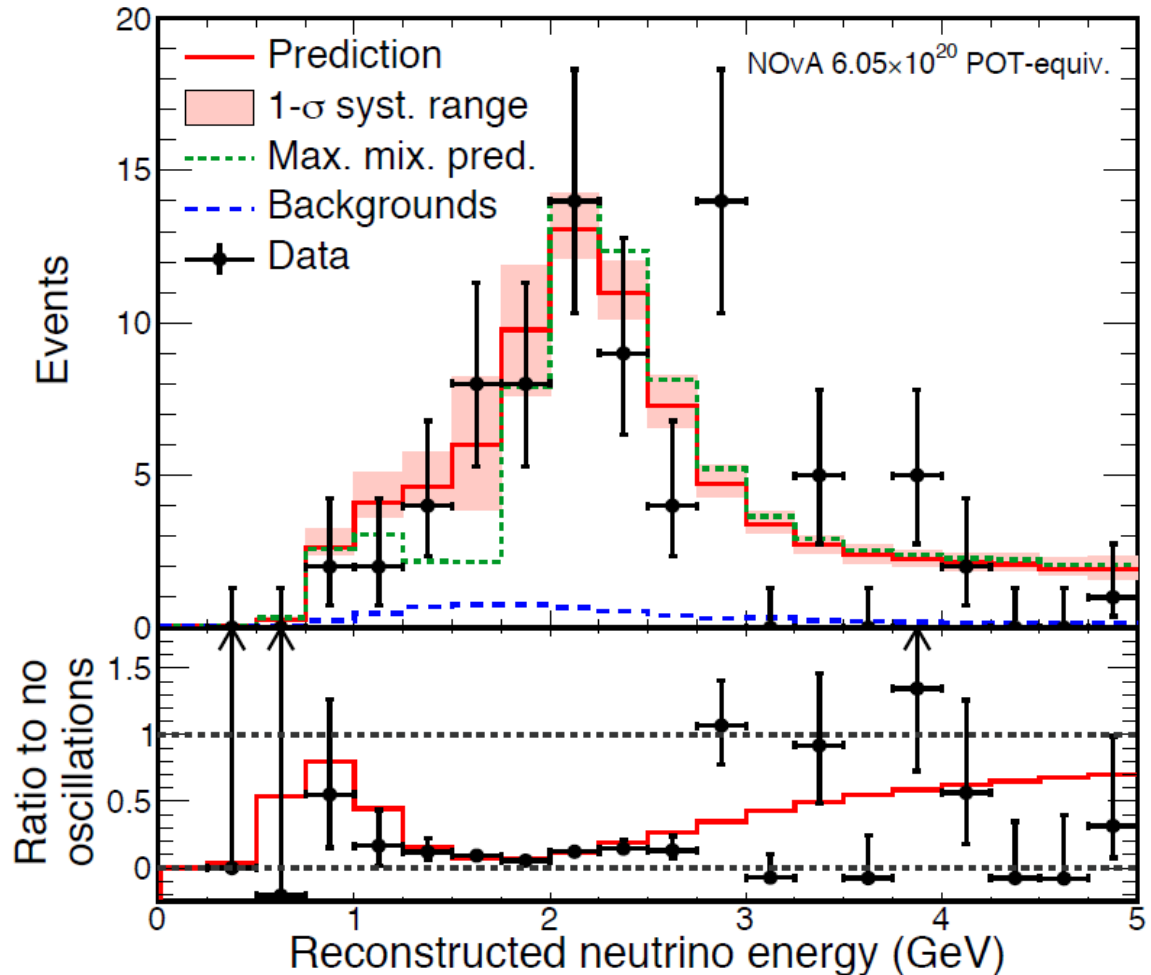 20
Prediction
NOvA 6.05×10²⁰ POT-equiv.
1-σ syst. range
15
Max. mix. pred.
Backgrounds
Data
10
Events
5
0
1.5
1
0.5
0
Ratio to no
oscillations
0 1 2 3 4 5
Reconstructed neutrino energy (GeV)